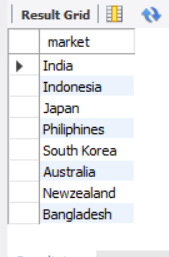 Result Grid
market
India
Indonesia
Japan
Philiphines
South Korea
Australia
Newzealand
Bangladesh